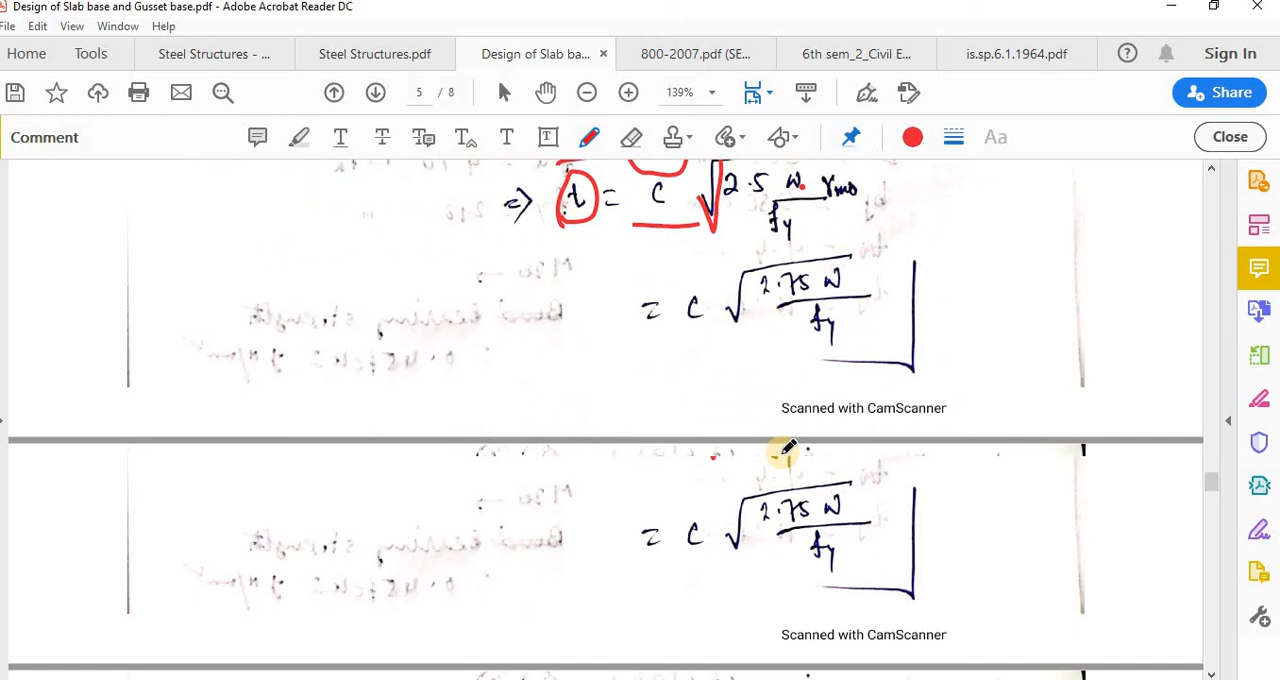 Design of Slab base and Gusset base.pdf - Adobe Acrobat Reader DC
File Edit View Window Help
Home Tools Steel Structures - ... Steel Structures.pdf Design of Slab ba... × 800-2007.pdf (SE... 6th sem_2_Civil E... is.sp.6.1.1964.pdf Sign In
5 / 8 139% Share
Comment Aa Close
=> t = C √2.5 W. γmo
fy
= C √2.75 W
fy
Scanned with CamScanner
= C √2.75 W
fy
Scanned with CamScanner